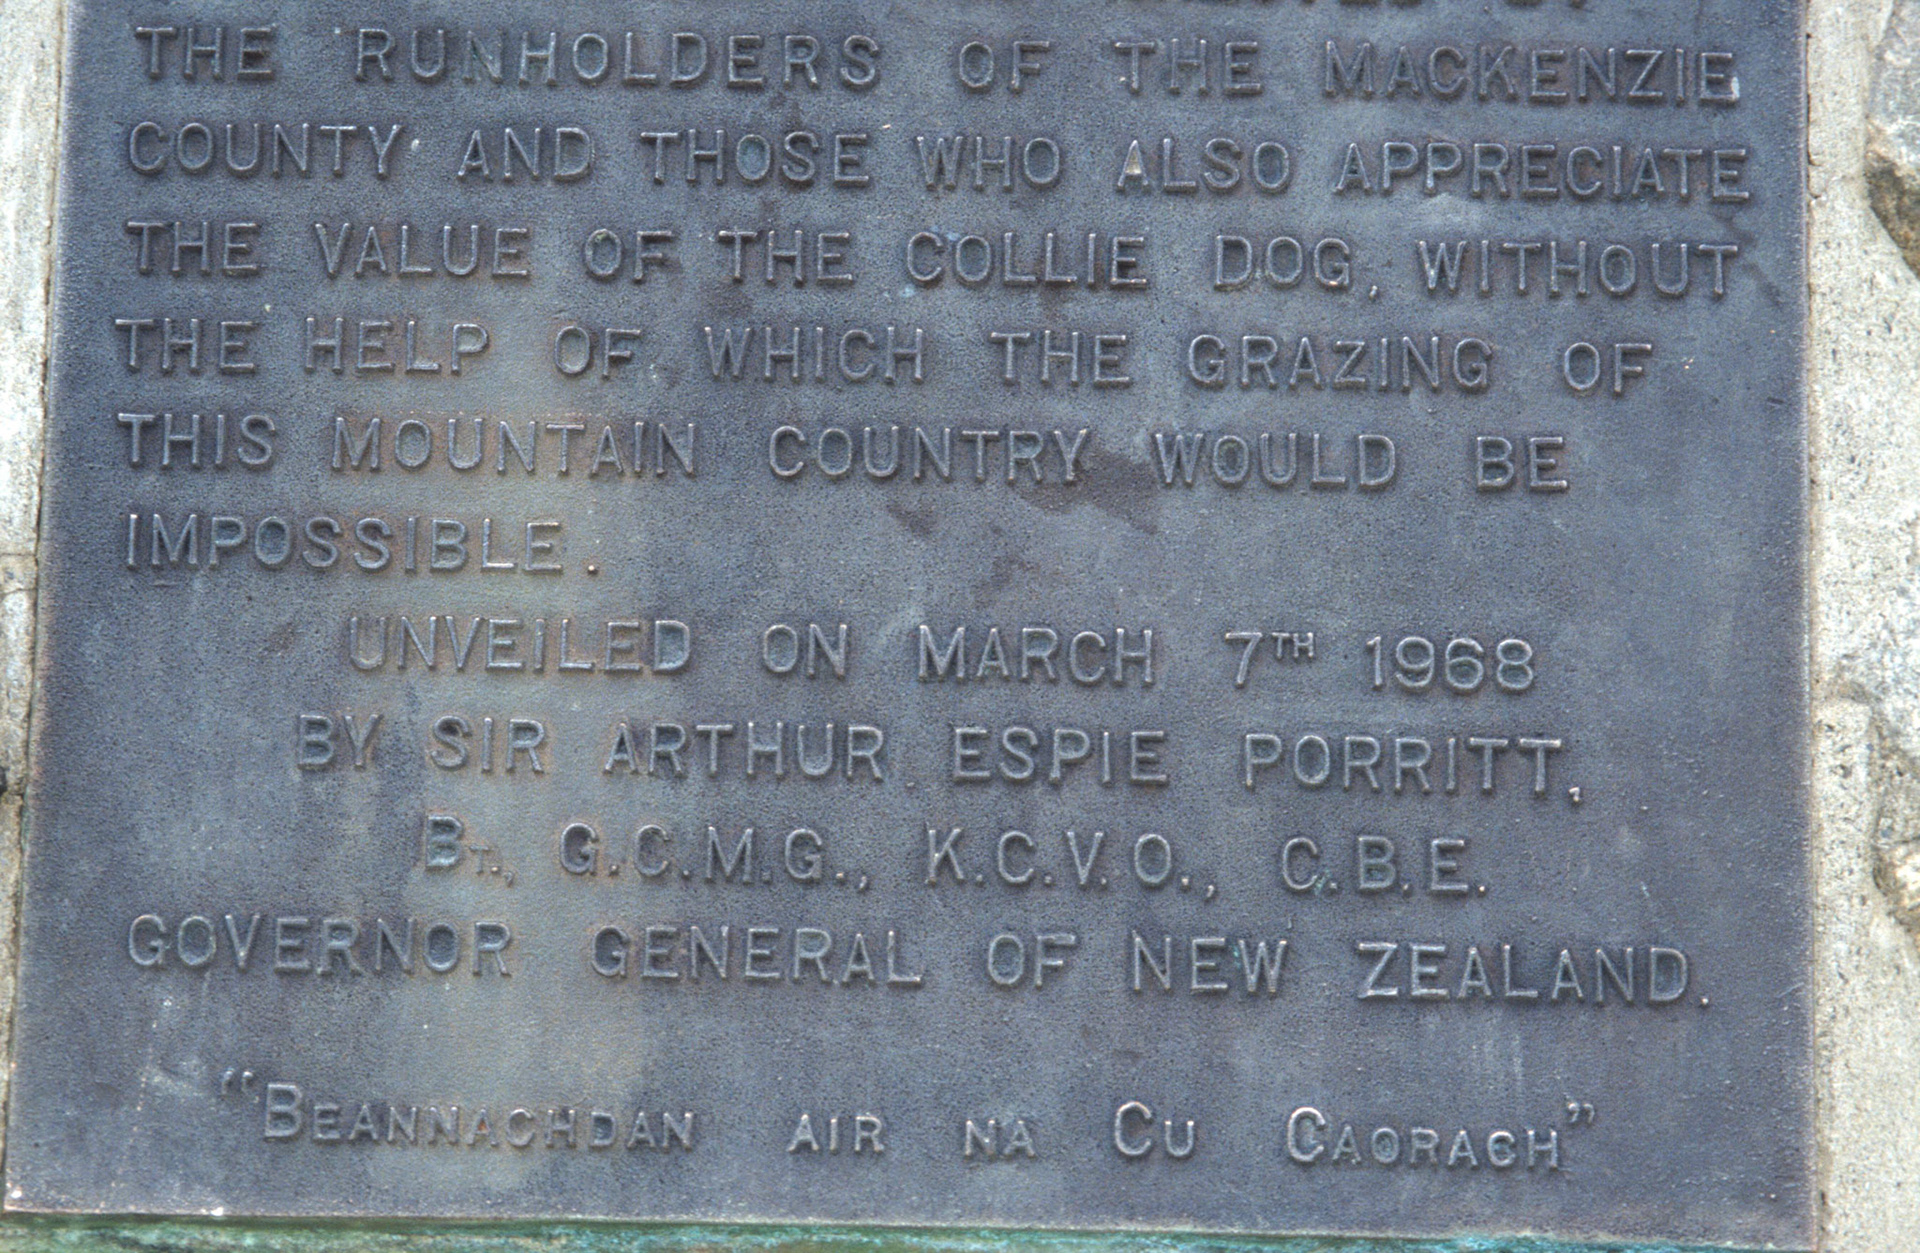 THE RUNHOLDERS OF THE MACKENZIE
COUNTY AND THOSE WHO ALSO APPRECIATE
THE VALUE OF THE COLLIE DOG, WITHOUT
THE HELP OF WHICH THE GRAZING OF
THIS MOUNTAIN COUNTRY WOULD BE
IMPOSSIBLE.
UNVEILED ON MARCH 7TH 1968
BY SIR ARTHUR ESPIE PORRITT,
BT., G.C.M.G., K.C.V.O., C.B.E.
GOVERNOR GENERAL OF NEW ZEALAND.
"BEANNACHDAN AIR NA CU CAORACH"